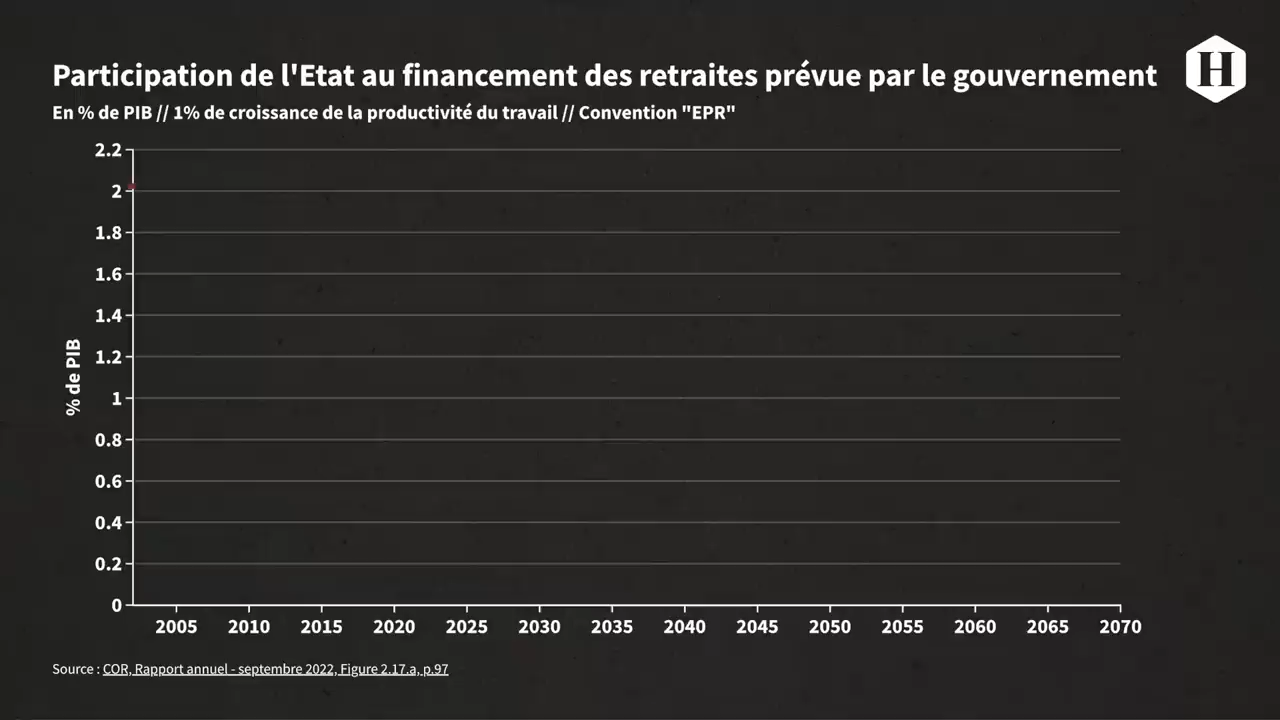 Participation de l'Etat au financement des retraites prévue par le gouvernement
H
En % de PIB // 1% de croissance de la productivité du travail // Convention "EPR"
% de PIB
2.2
2
1.8
1.6
1.4
1.2
1
0.8
0.6
0.4
0.2
0
2005 2010 2015 2020 2025 2030 2035 2040 2045 2050 2055 2060 2065 2070
Source : COR, Rapport annuel - septembre 2022, Figure 2.17.a, p.97